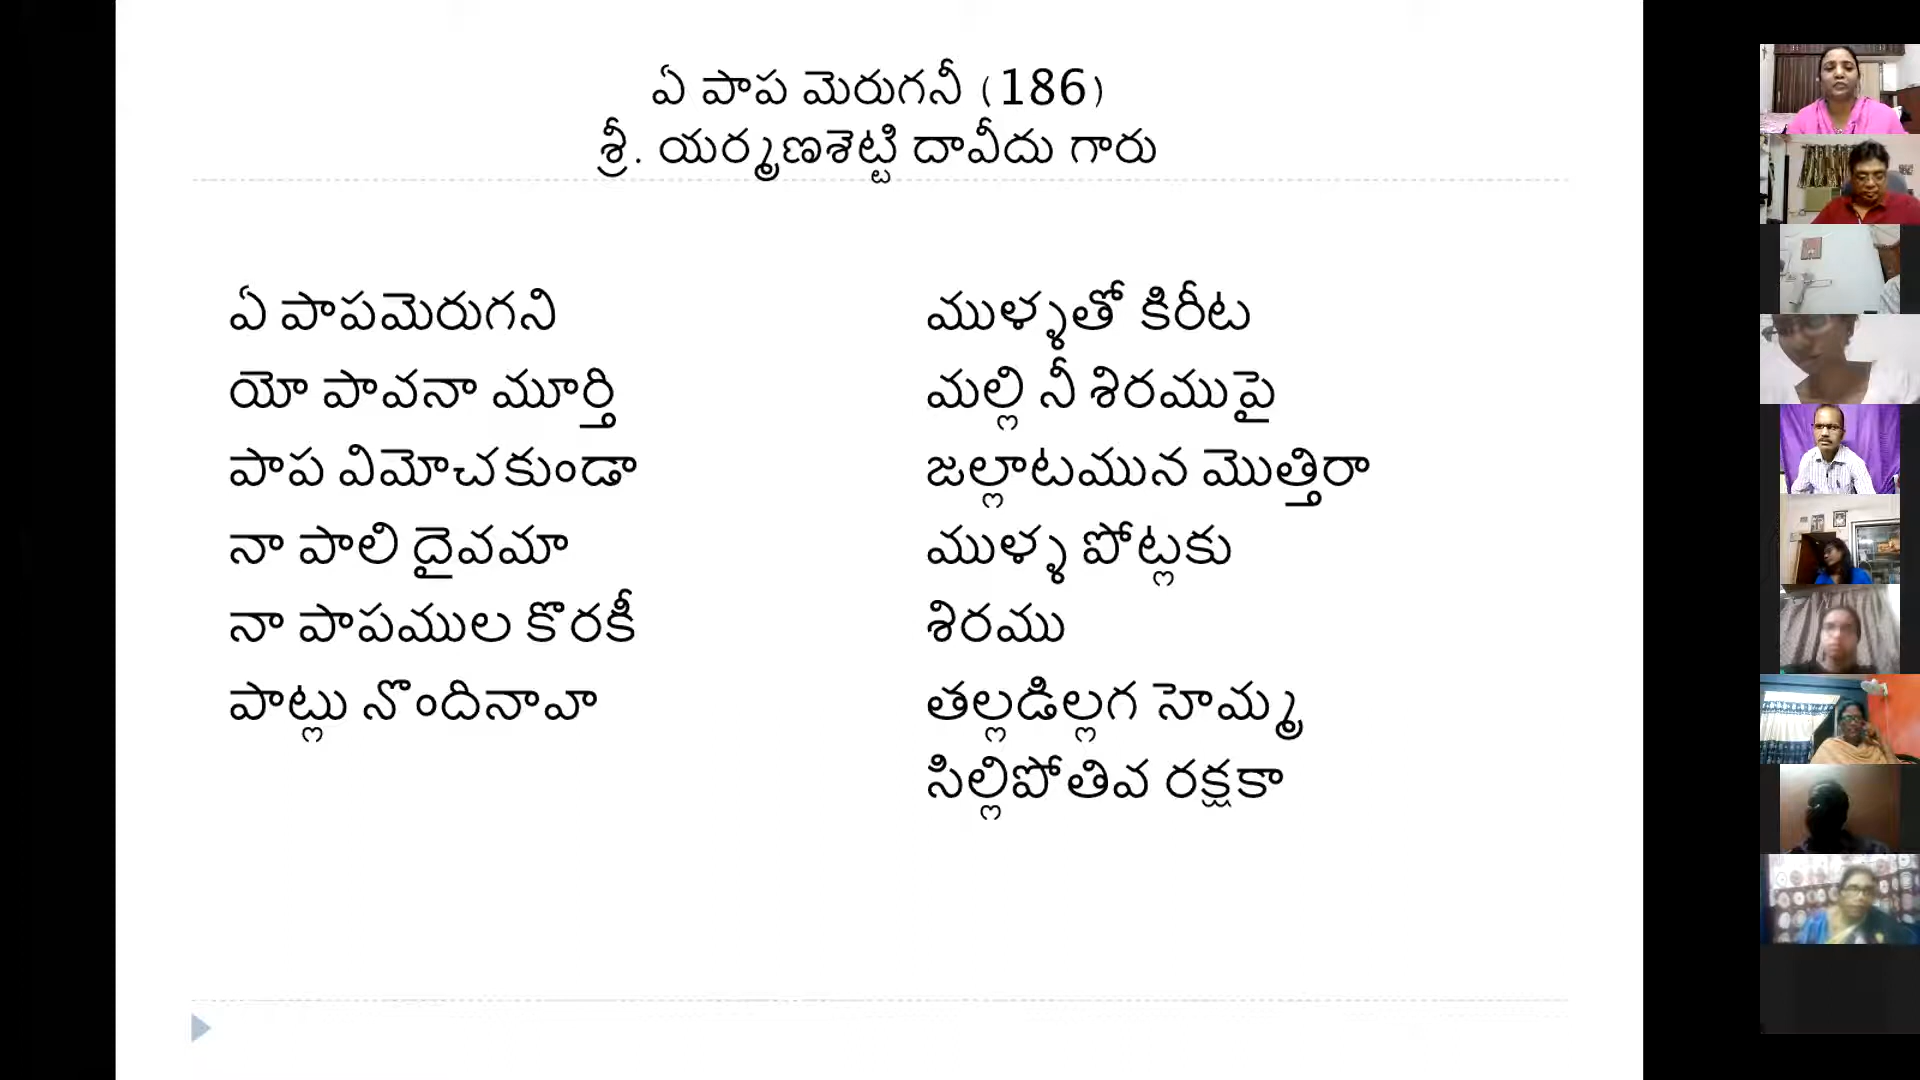 ఏ పాప మెరుగనీ (186)
శ్రీ. యర్మణశెట్టి దావీదు గారు
ఏ పాపమెరుగని
యో పావనా మూర్తి
పాప విమోచకుండా
నా పాలి దైవమా
నా పాపముల కొరకీ
పాట్లు నొందినావా
ముళ్ళతో కిరీట
మల్లి నీ శిరముపై
జల్లాటమున మొత్తిరా
ముళ్ళ పోట్లకు
శిరము
తల్లడిల్లగ సొమ్మ
సిల్లిపోతివ రక్షకా